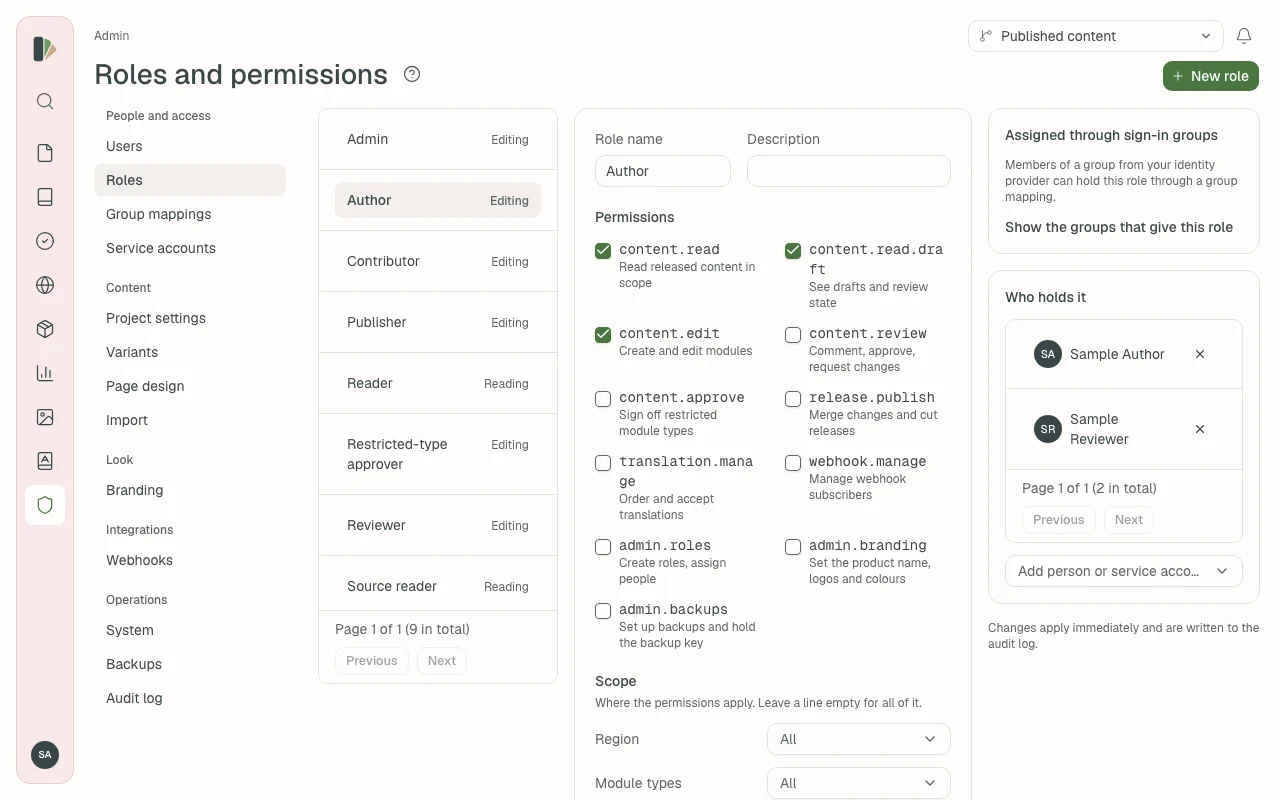 Admin
Published content
Roles and permissions
New role
People and access
Users
Roles
Group mappings
Service accounts
Content
Project settings
Variants
Page design
Import
Look
Branding
Integrations
Webhooks
Operations
System
Backups
Audit log
SA
Admin Editing
Author Editing
Contributor Editing
Publisher Editing
Reader Reading
Restricted-type Editing
approver
Reviewer Editing
Source reader Reading
Page 1 of 1 (9 in total)
Previous Next
Role name Description
Author
Permissions
content.read
Read released content in
scope
content.read.dra
ft
See drafts and review
state
content.edit
Create and edit modules
content.review
Comment, approve,
request changes
content.approve
Sign off restricted
module types
release.publish
Merge changes and cut
releases
translation.mana
ge
Order and accept
translations
webhook.manage
Manage webhook
subscribers
admin.roles
Create roles, assign
people
admin.branding
Set the product name,
logos and colours
admin.backups
Set up backups and hold
the backup key
Scope
Where the permissions apply. Leave a line empty for all of it.
Region All
Module types All
Assigned through sign-in groups
Members of a group from your identity
provider can hold this role through a group
mapping.
Show the groups that give this role
Who holds it
SA Sample Author
SR Sample
Reviewer
Page 1 of 1 (2 in total)
Previous Next
Add person or service acco...
Changes apply immediately and are written to the
audit log.